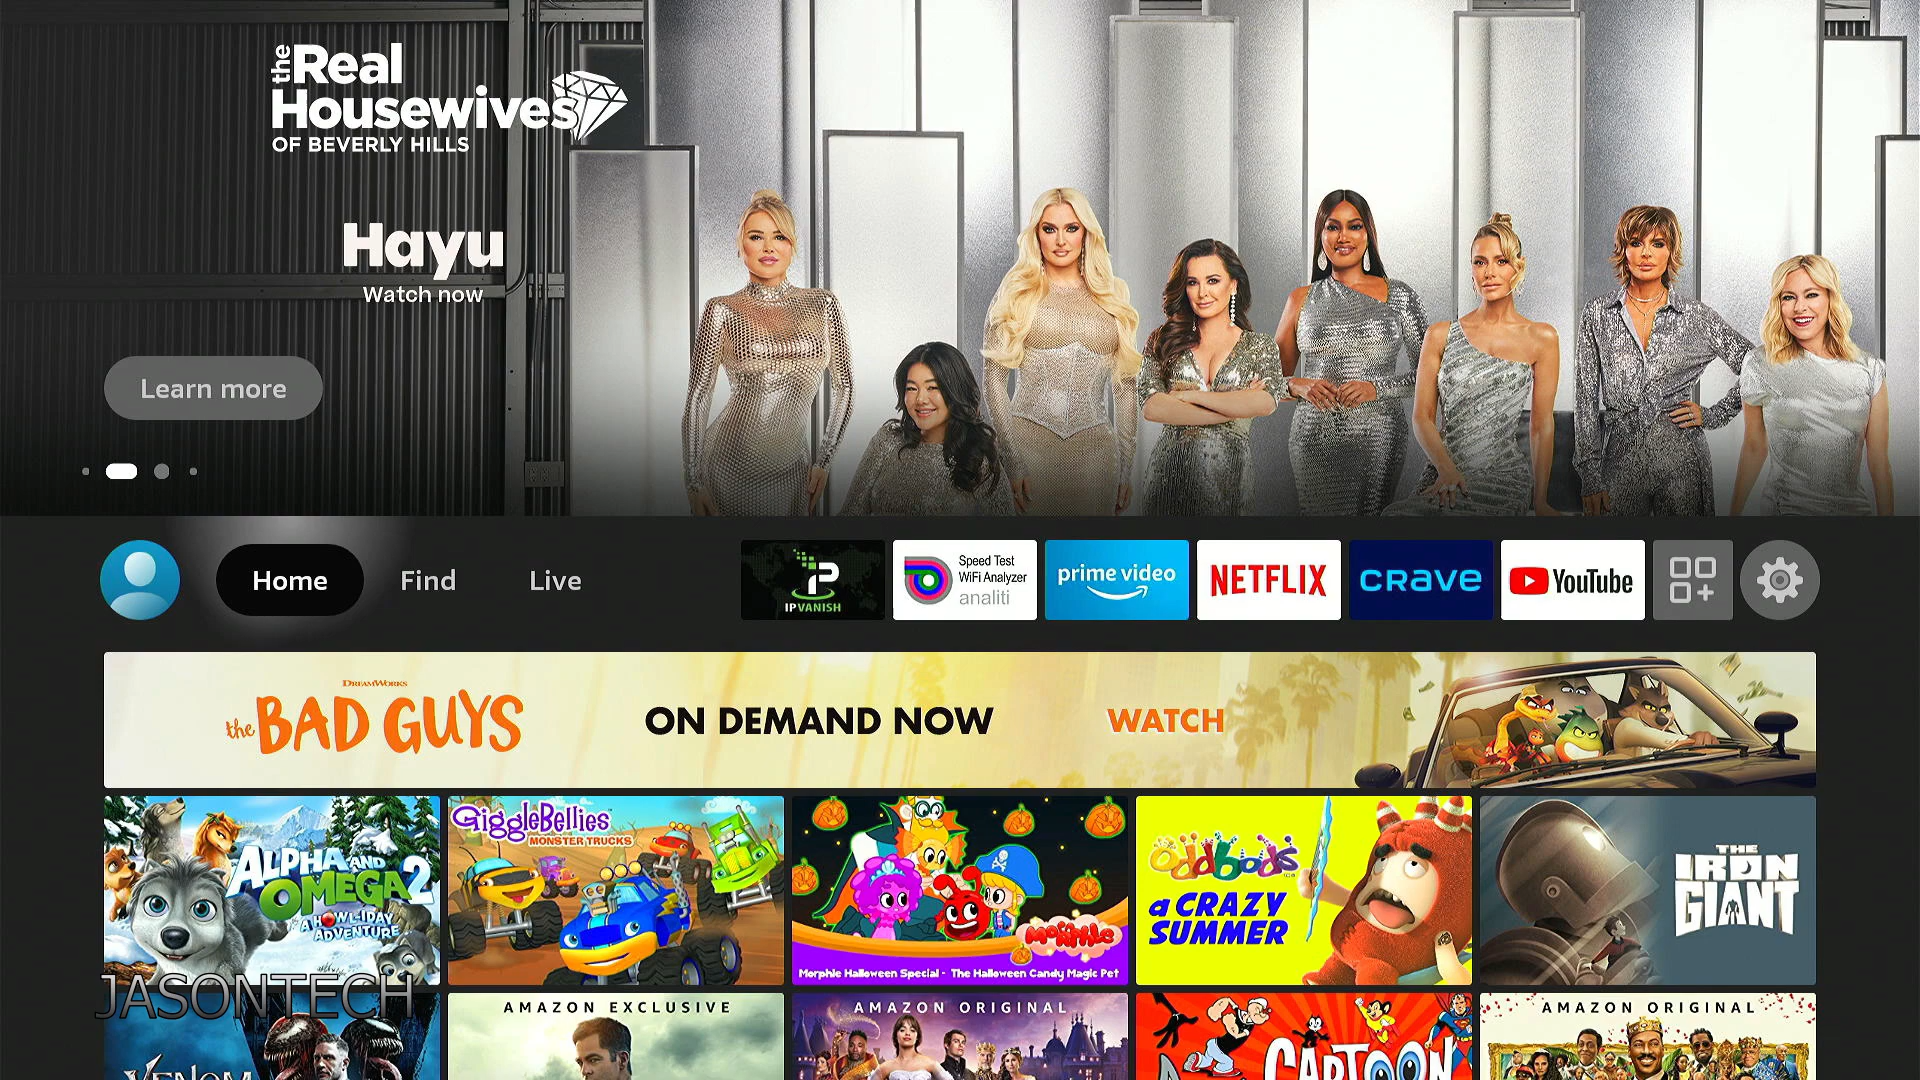 the Real
Housewives
OF BEVERLY HILLS
Hayu
Watch now
Learn more
Home
Find
Live
IPVANISH
Speed Test
WiFi Analyzer
analiti
prime video
NETFLIX
CRAVE
YouTube
DREAMWORKS
the BAD GUYS
ON DEMAND NOW
WATCH
ALPHA AND
OMEGA 2
A HOWL-IDAY
ADVENTURE
GiggleBellies
MONSTER TRUCKS
Morphle
Morphle Halloween Special - The Halloween Candy Magic Pet
Oddbods
a CRAZY
SUMMER
THE
IRON
GIANT
JASONTECH
VENOM
AMAZON EXCLUSIVE
AMAZON ORIGINAL
CARTOON
AMAZON ORIGINAL